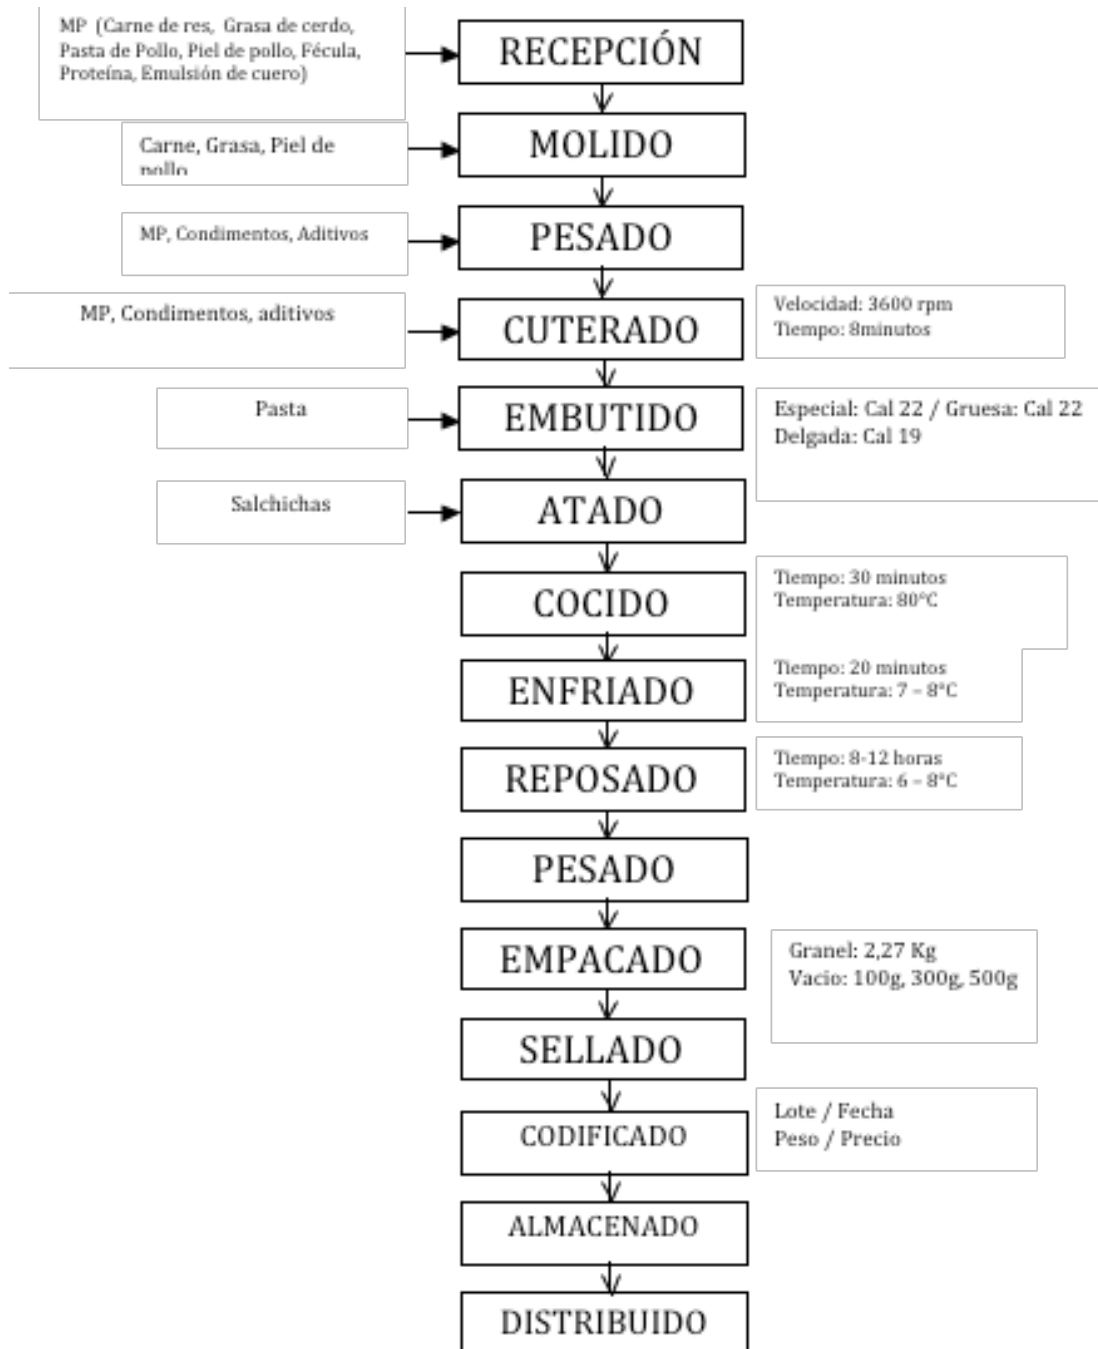 MP (Carne de res, Grasa de cerdo,
Pasta de Pollo, Piel de pollo, Fécula,
Proteína, Emulsión de cuero)
RECEPCIÓN
Carne, Grasa, Piel de
pollo
MOLIDO
MP, Condimentos, Aditivos
PESADO
MP, Condimentos, aditivos
CUTERADO
Velocidad: 3600 rpm
Tiempo: 8minutos
Pasta
EMBUTIDO
Especial: Cal 22 / Gruesa: Cal 22
Delgada: Cal 19
Salchichas
ATADO
COCIDO
Tiempo: 30 minutos
Temperatura: 80°C
ENFRIADO
Tiempo: 20 minutos
Temperatura: 7 – 8°C
REPOSADO
Tiempo: 8-12 horas
Temperatura: 6 – 8°C
PESADO
EMPACADO
Granel: 2,27 Kg
Vacio: 100g, 300g, 500g
SELLADO
CODIFICADO
Lote / Fecha
Peso / Precio
ALMACENADO
DISTRIBUIDO